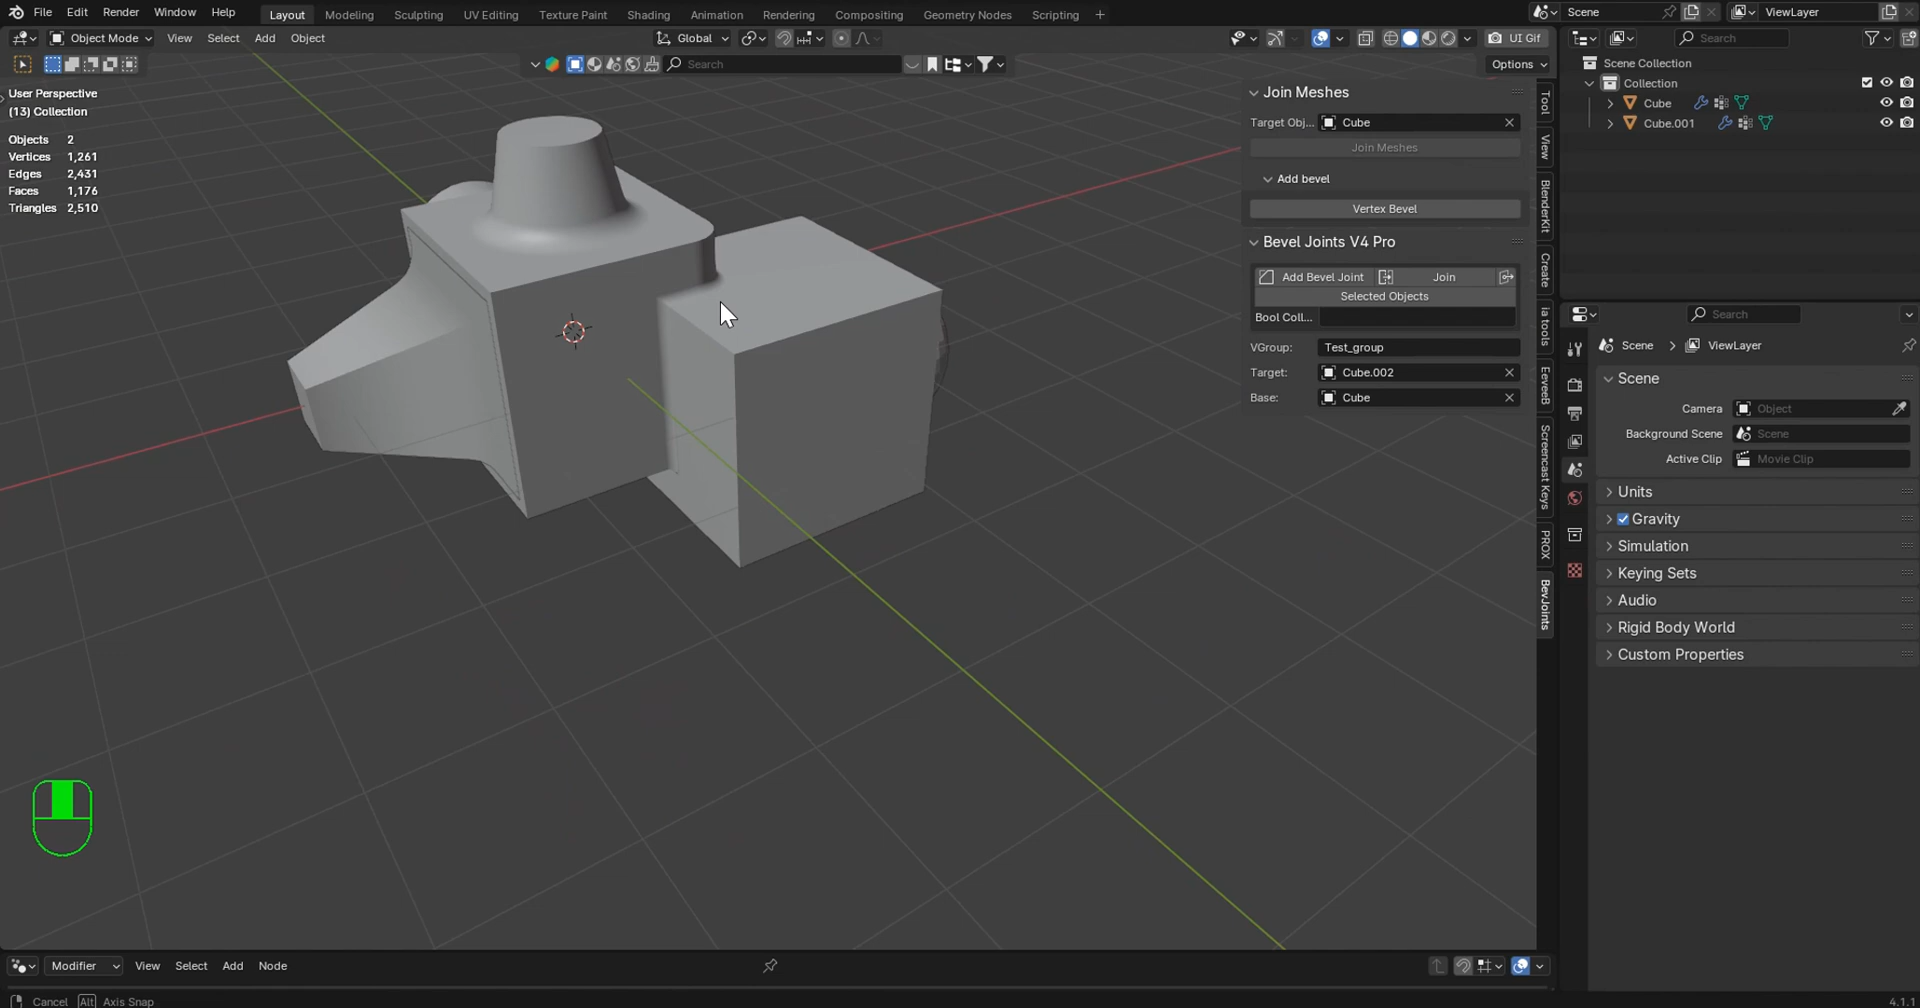 File Edit Render Window Help Layout Modeling Sculpting UV Editing Texture Paint Shading Animation Rendering Compositing Geometry Nodes Scripting + Scene ViewLayer
Object Mode View Select Add Object Global UI Gif Search
Search Options
User Perspective
(13) Collection
Objects 2
Vertices 1,261
Edges 2,431
Faces 1,176
Triangles 2,510
Join Meshes
Target Obj... Cube
Join Meshes
Add bevel
Vertex Bevel
Bevel Joints V4 Pro
Add Bevel Joint Join
Selected Objects
Bool Coll...
VGroup: Test_group
Target: Cube.002
Base: Cube
Tool
View
BlenderKit
Create
ia tools
EeveeB
Screencast Keys
PROX
BevJoints
Scene Collection
Collection
Cube
Cube.001
Search
Scene > ViewLayer
Scene
Camera Object
Background Scene Scene
Active Clip Movie Clip
Units
Gravity
Simulation
Keying Sets
Audio
Rigid Body World
Custom Properties
Modifier View Select Add Node
Cancel Alt Axis Snap 4.1.1